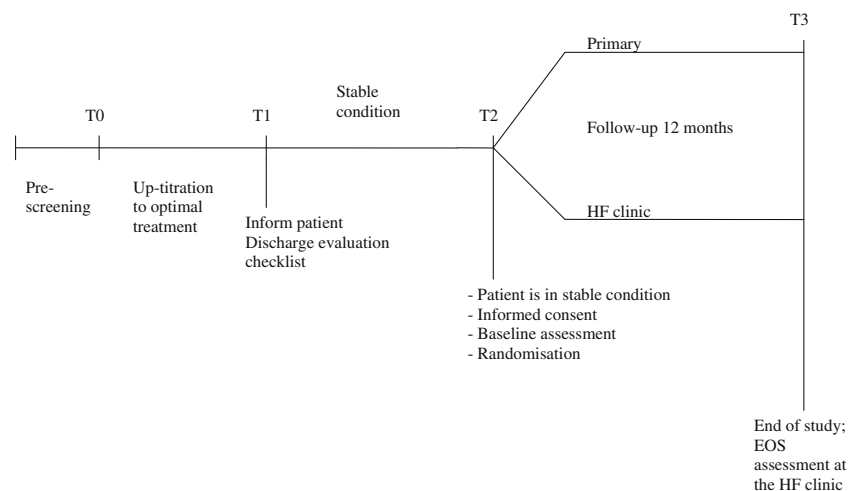 T3
Primary
Stable
condition
T0
T1
T2
Follow-up 12 months
Pre-
screening
Up-titration
to optimal
treatment
HF clinic
Inform patient
Discharge evaluation
checklist
- Patient is in stable condition
- Informed consent
- Baseline assessment
- Randomisation
End of study;
EOS
assessment at
the HF clinic